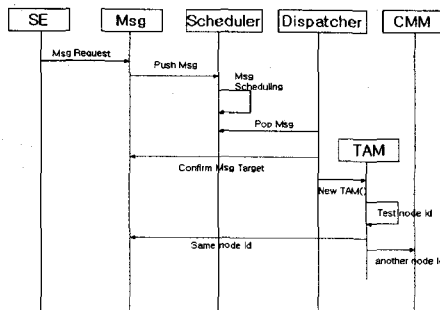 SE Msg Scheduler Dispatcher CMM
Msg Request
Push Msg
Msg
Scheduling
Pop Msg
TAM
Confirm Msg Target
New TAM()
Test node Id
Same node Id
another node Id